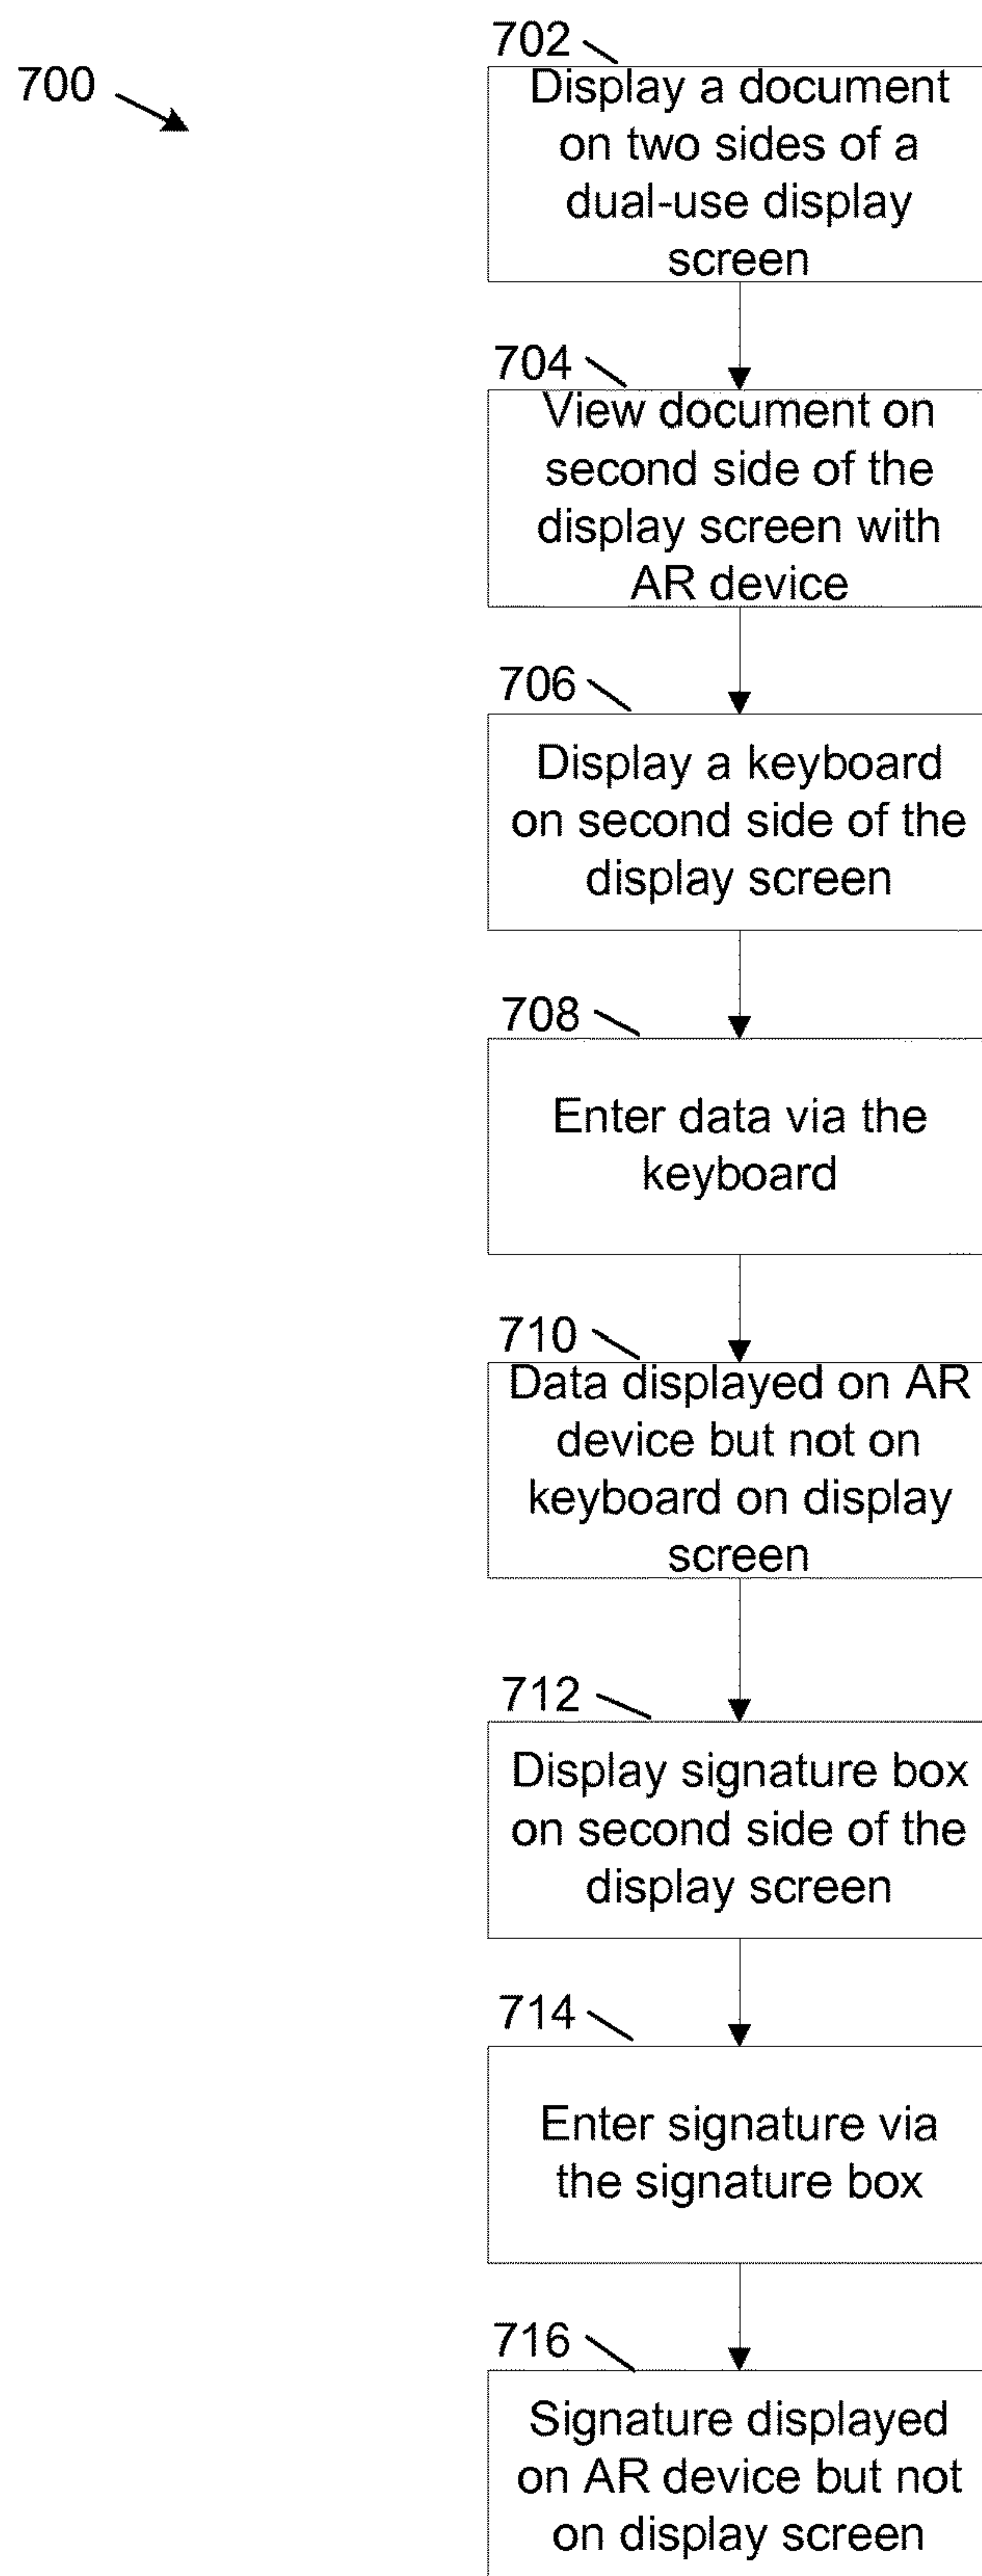 702
700
Display a document
on two sides of a
dual-use display
screen
704
View document on
second side of the
display screen with
AR device
706
Display a keyboard
on second side of the
display screen
708
Enter data via the
keyboard
710
Data displayed on AR
device but not on
keyboard on display
screen
712
Display signature box
on second side of the
display screen
714
Enter signature via
the signature box
716
Signature displayed
on AR device but not
on display screen